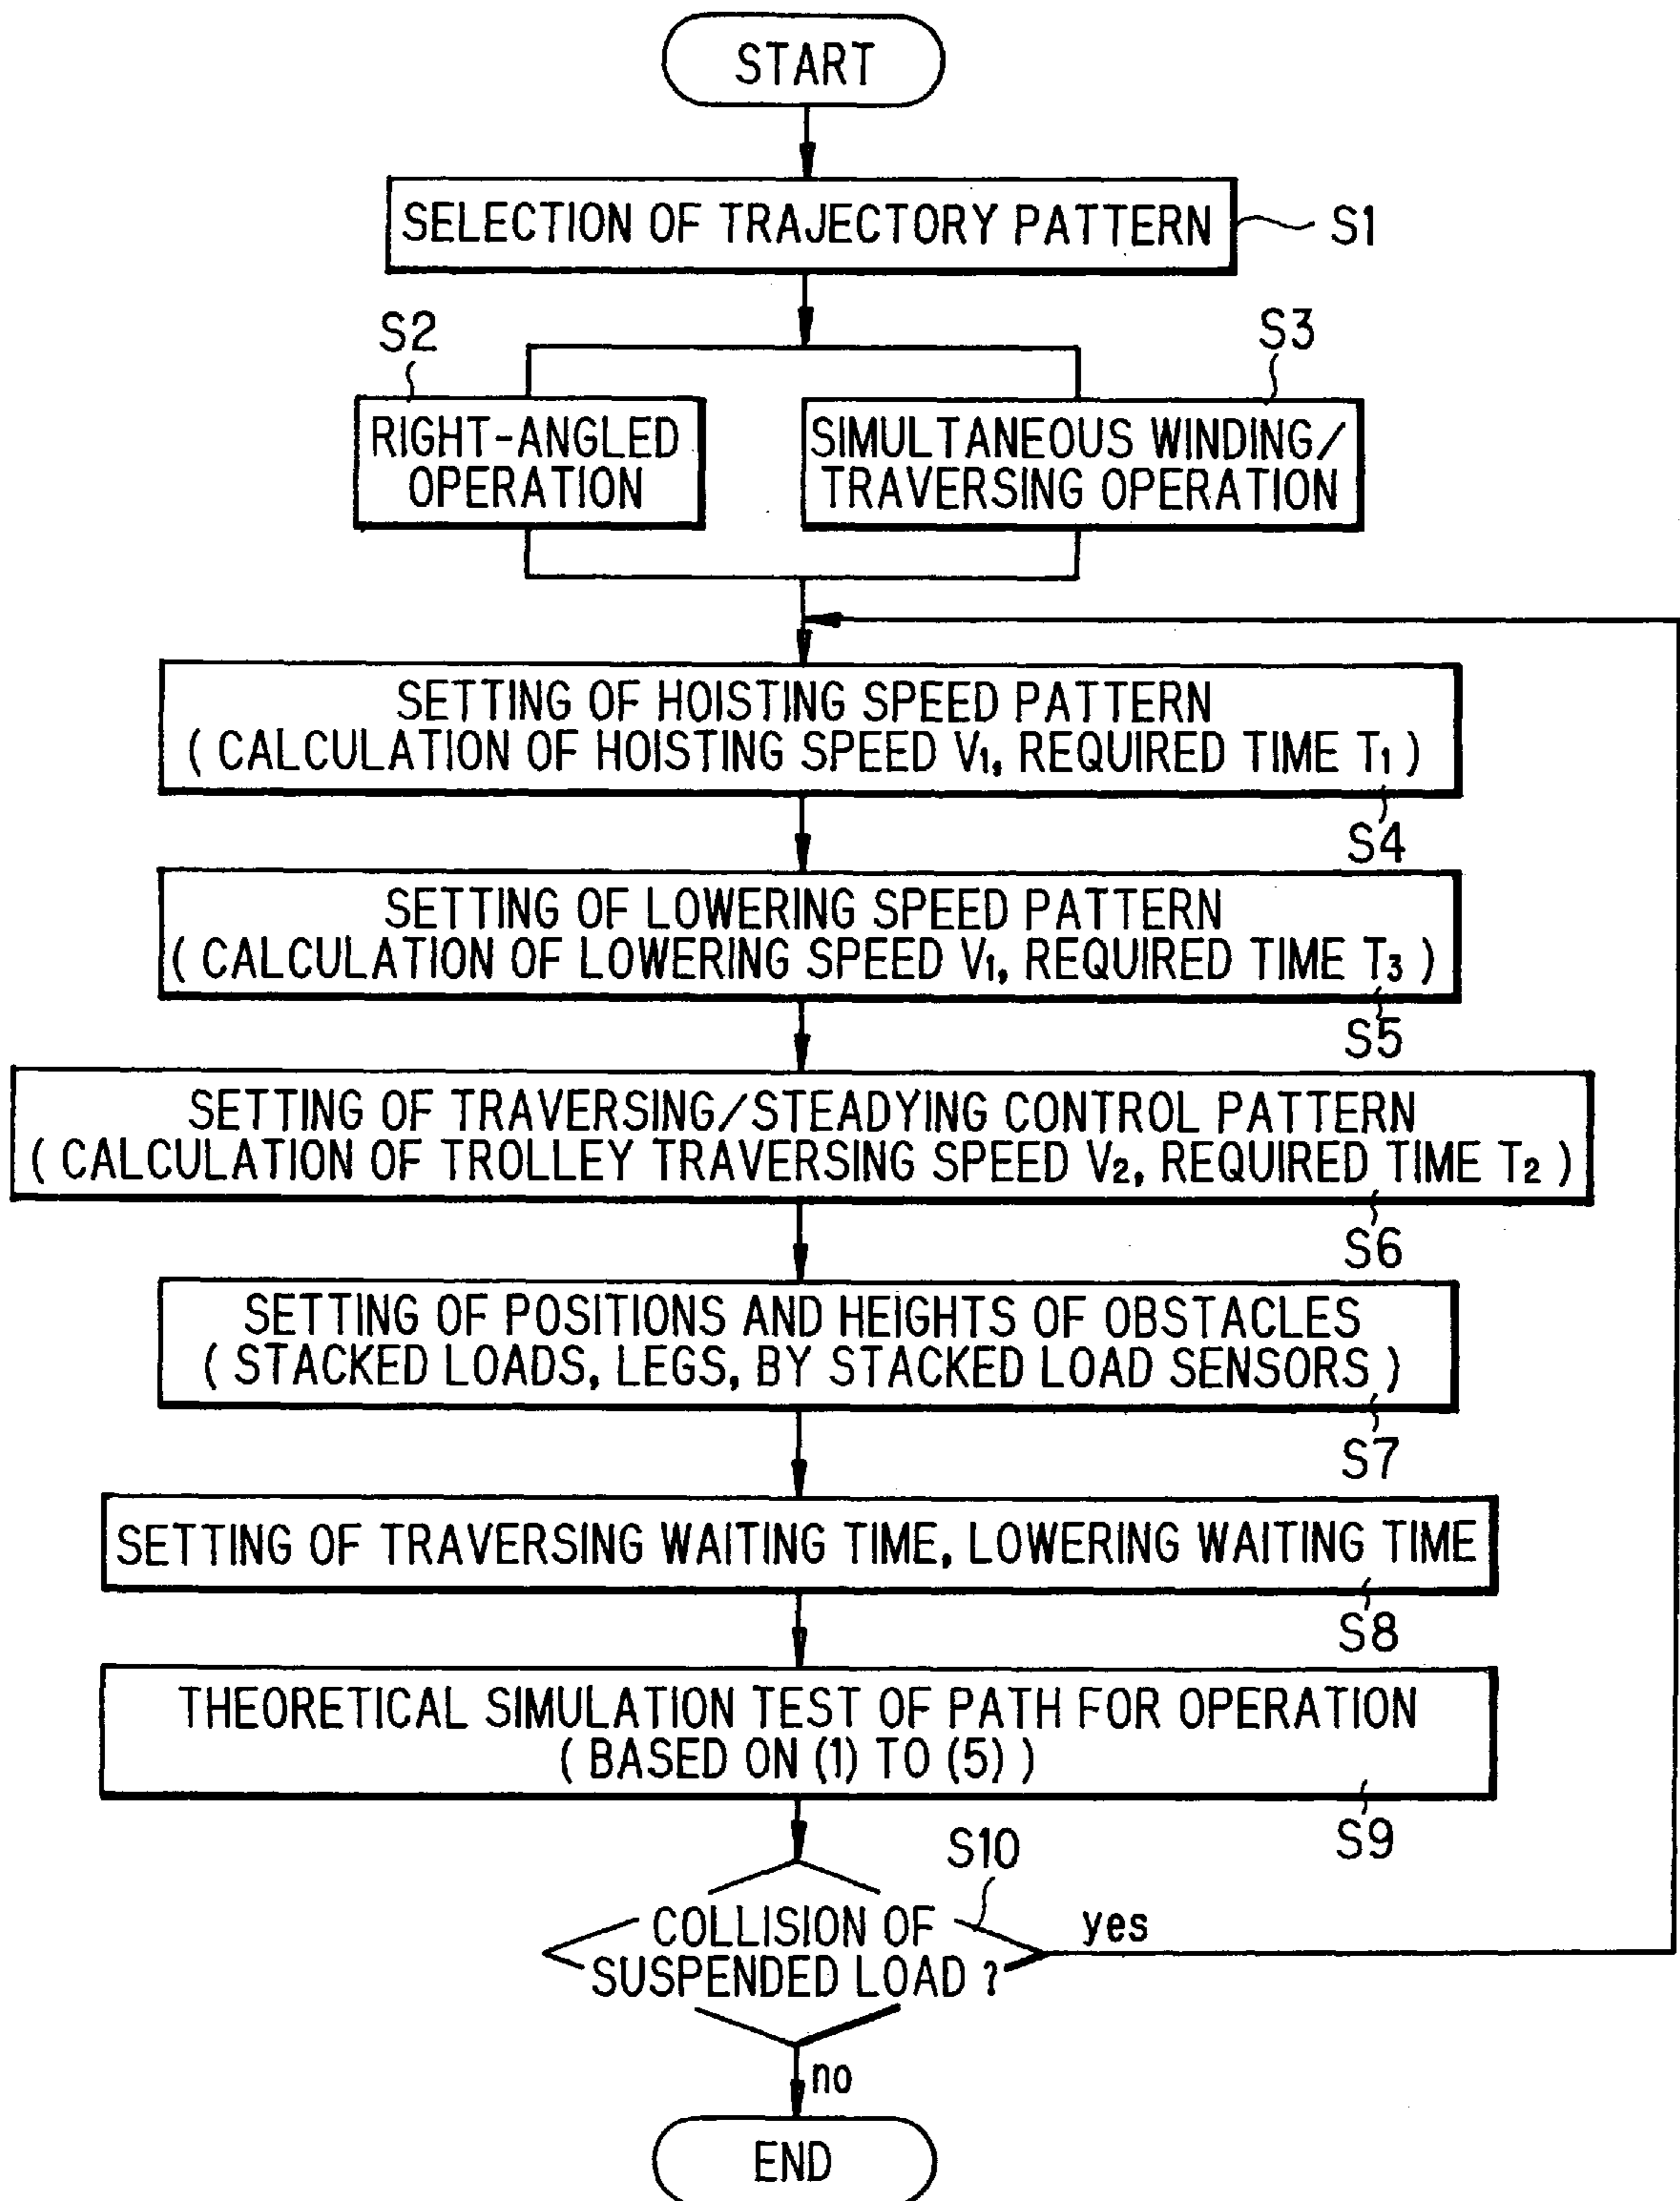 START
SELECTION OF TRAJECTORY PATTERN
S1
S2
S3
RIGHT-ANGLED
OPERATION
SIMULTANEOUS WINDING/
TRAVERSING OPERATION
SETTING OF HOISTING SPEED PATTERN
( CALCULATION OF HOISTING SPEED V₁, REQUIRED TIME T₁ )
S4
SETTING OF LOWERING SPEED PATTERN
( CALCULATION OF LOWERING SPEED V₁, REQUIRED TIME T₃ )
S5
SETTING OF TRAVERSING/STEADYING CONTROL PATTERN
( CALCULATION OF TROLLEY TRAVERSING SPEED V₂, REQUIRED TIME T₂ )
S6
SETTING OF POSITIONS AND HEIGHTS OF OBSTACLES
( STACKED LOADS, LEGS, BY STACKED LOAD SENSORS )
S7
SETTING OF TRAVERSING WAITING TIME, LOWERING WAITING TIME
S8
THEORETICAL SIMULATION TEST OF PATH FOR OPERATION
( BASED ON (1) TO (5) )
S9
S10
COLLISION OF
SUSPENDED LOAD ?
yes
no
END